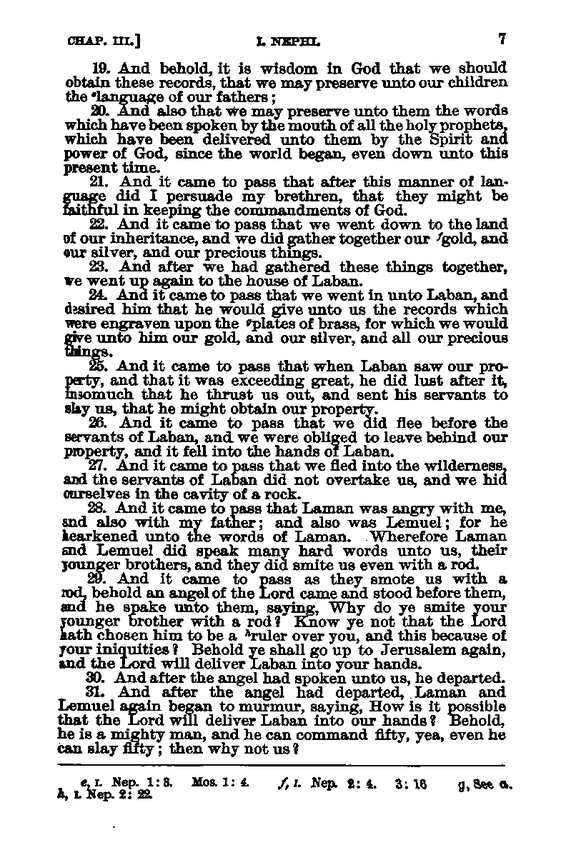 CHAP. III.] I. NEPHI. 7
19. And behold, it is wisdom in God that we should
obtain these records, that we may preserve unto our children
the ᵉlanguage of our fathers;
20. And also that we may preserve unto them the words
which have been spoken by the mouth of all the holy prophets,
which have been delivered unto them by the Spirit and
power of God, since the world began, even down unto this
present time.
21. And it came to pass that after this manner of lan-
guage did I persuade my brethren, that they might be
faithful in keeping the commandments of God.
22. And it came to pass that we went down to the land
of our inheritance, and we did gather together our ᶠgold, and
our silver, and our precious things.
23. And after we had gathered these things together,
we went up again to the house of Laban.
24. And it came to pass that we went in unto Laban, and
desired him that he would give unto us the records which
were engraven upon the ᵍplates of brass, for which we would
give unto him our gold, and our silver, and all our precious
things.
25. And it came to pass that when Laban saw our pro-
perty, and that it was exceeding great, he did lust after it,
insomuch that he thrust us out, and sent his servants to
slay us, that he might obtain our property.
26. And it came to pass that we did flee before the
servants of Laban, and we were obliged to leave behind our
property, and it fell into the hands of Laban.
27. And it came to pass that we fled into the wilderness,
and the servants of Laban did not overtake us, and we hid
ourselves in the cavity of a rock.
28. And it came to pass that Laman was angry with me,
and also with my father; and also was Lemuel; for he
hearkened unto the words of Laman. Wherefore Laman
and Lemuel did speak many hard words unto us, their
younger brothers, and they did smite us even with a rod.
29. And it came to pass as they smote us with a
rod, behold an angel of the Lord came and stood before them,
and he spake unto them, saying, Why do ye smite your
younger brother with a rod? Know ye not that the Lord
hath chosen him to be a ʰruler over you, and this because of
your iniquities? Behold ye shall go up to Jerusalem again,
and the Lord will deliver Laban into your hands.
30. And after the angel had spoken unto us, he departed.
31. And after the angel had departed, Laman and
Lemuel again began to murmur, saying, How is it possible
that the Lord will deliver Laban into our hands? Behold,
he is a mighty man, and he can command fifty, yea, even he
can slay fifty; then why not us?
e, I. Nep. 1: 3. Mos. 1: 4. f, I. Nep. 2: 4. 3: 16 g, See a.
h, I. Nep. 2: 22.